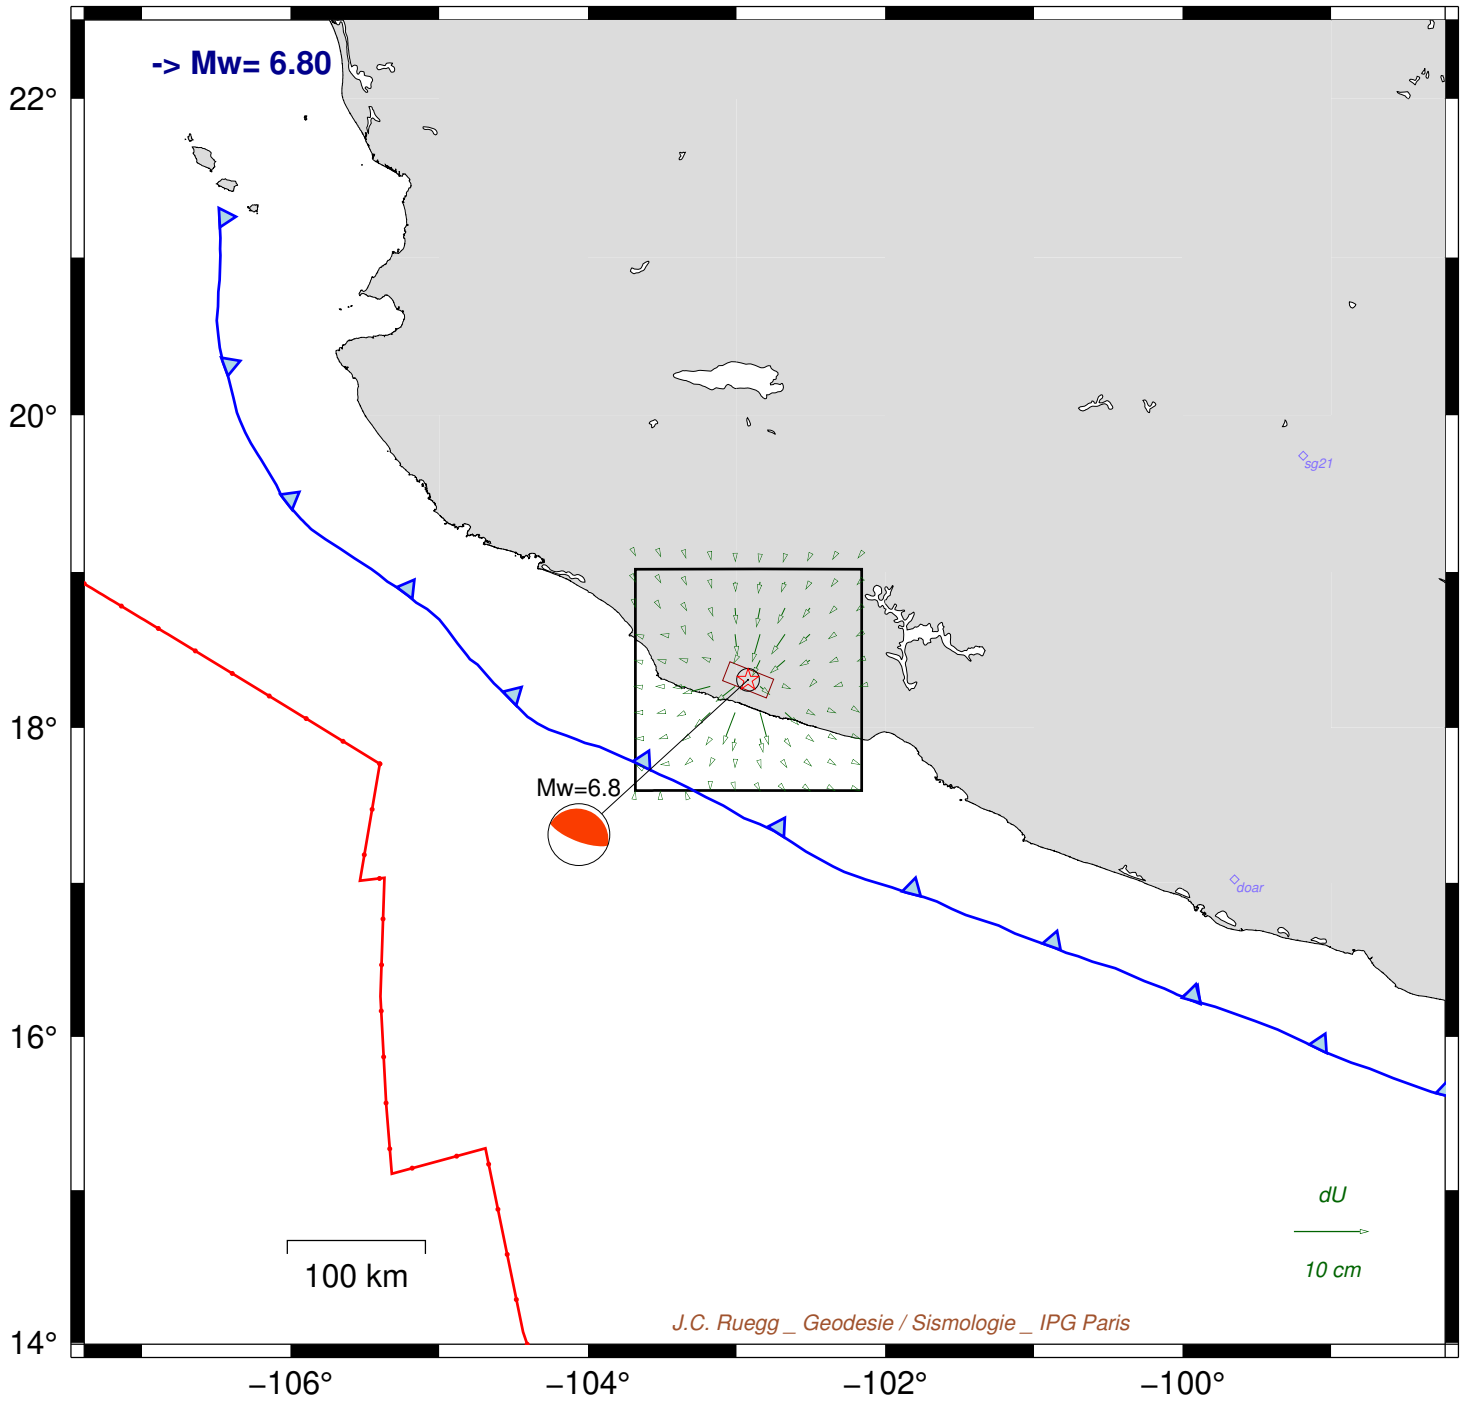 -> Mw= 6.80
22°
20°
sg21
18°
Mw=6.8
doar
16°
dU
10 cm
100 km
J.C. Ruegg _ Geodesie / Sismologie _ IPG Paris
14°
−106°
−104°
−102°
−100°